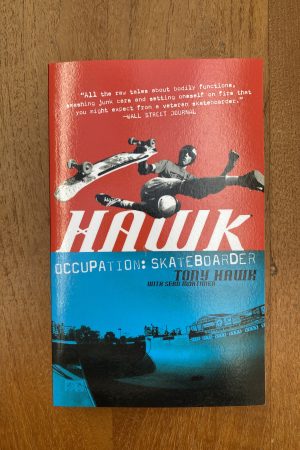 "All the raw tales about bodily functions,
smashing junk cars and setting oneself on fire that
you might expect from a veteran skateboarder."
—WALL STREET JOURNAL
HAWK
OCCUPATION: SKATEBOARDER
TONY HAWK
WITH SEAN MORTIMER